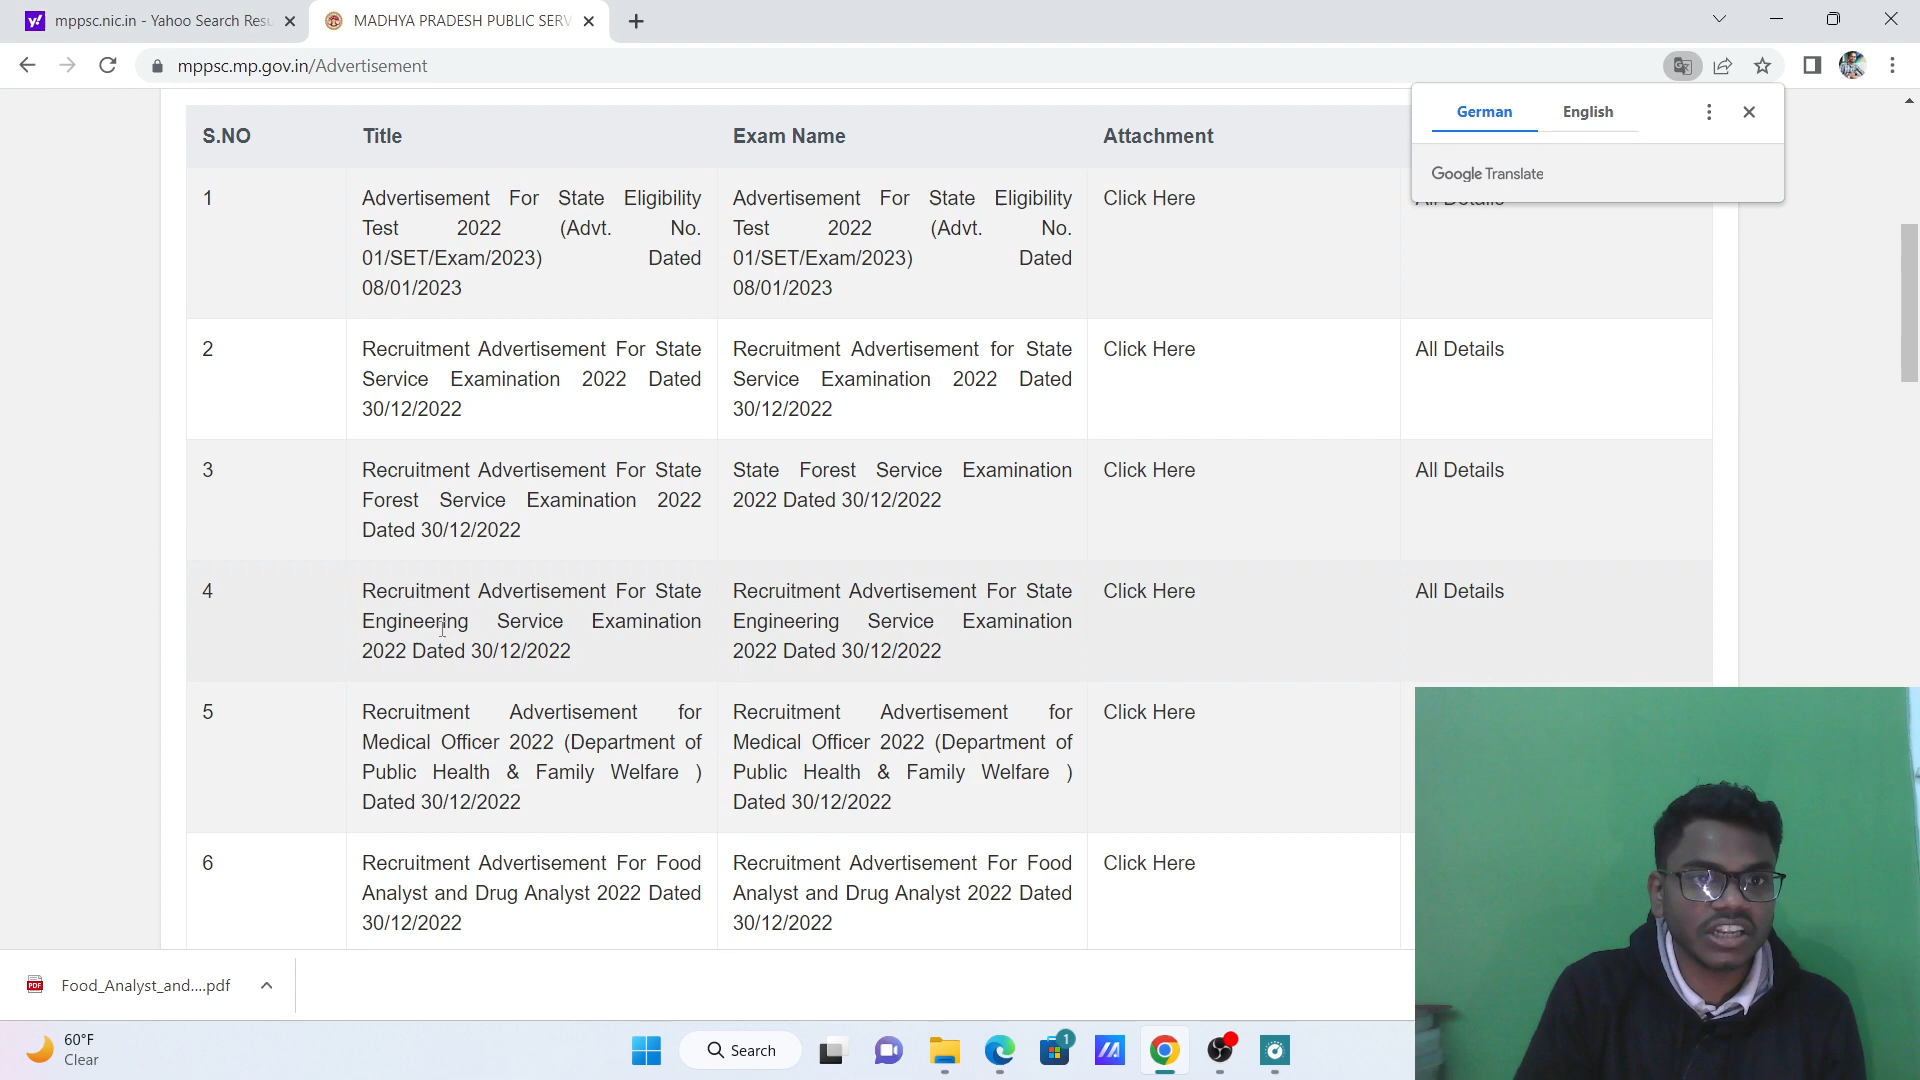 mppsc.nic.in - Yahoo Search Resu
MADHYA PRADESH PUBLIC SERV
mppsc.mp.gov.in/Advertisement
German English
Google Translate
S.NO Title Exam Name Attachment
1 Advertisement For State Eligibility Advertisement For State Eligibility Click Here All Details
Test 2022 (Advt. No. Test 2022 (Advt. No.
01/SET/Exam/2023) Dated 01/SET/Exam/2023) Dated
08/01/2023 08/01/2023
2 Recruitment Advertisement For State Recruitment Advertisement for State Click Here All Details
Service Examination 2022 Dated Service Examination 2022 Dated
30/12/2022 30/12/2022
3 Recruitment Advertisement For State State Forest Service Examination Click Here All Details
Forest Service Examination 2022 2022 Dated 30/12/2022
Dated 30/12/2022
4 Recruitment Advertisement For State Recruitment Advertisement For State Click Here All Details
Engineering Service Examination Engineering Service Examination
2022 Dated 30/12/2022 2022 Dated 30/12/2022
5 Recruitment Advertisement for Recruitment Advertisement for Click Here
Medical Officer 2022 (Department of Medical Officer 2022 (Department of
Public Health & Family Welfare ) Public Health & Family Welfare )
Dated 30/12/2022 Dated 30/12/2022
6 Recruitment Advertisement For Food Recruitment Advertisement For Food Click Here
Analyst and Drug Analyst 2022 Dated Analyst and Drug Analyst 2022 Dated
30/12/2022 30/12/2022
PDF Food_Analyst_and....pdf
60°F
Clear
Search
1